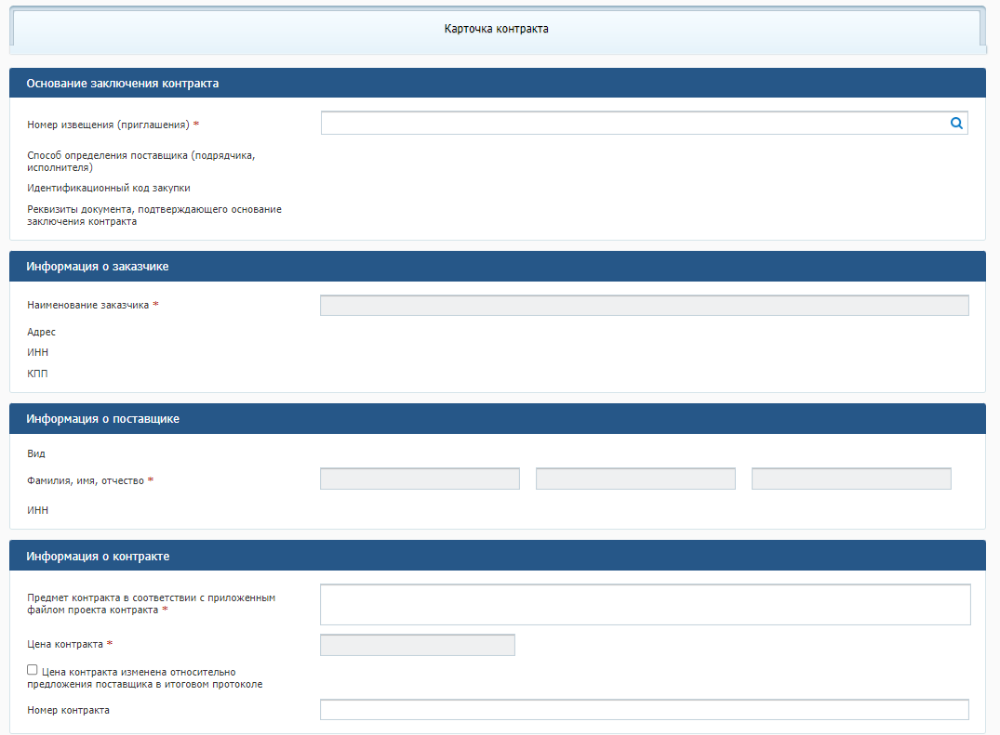 Карточка контракта
Основание заключения контракта
Номер извещения (приглашения) *
Способ определения поставщика (подрядчика,
исполнителя)
Идентификационный код закупки
Реквизиты документа, подтверждающего основание
заключения контракта
Информация о заказчике
Наименование заказчика *
Адрес
ИНН
КПП
Информация о поставщике
Вид
Фамилия, имя, отчество *
ИНН
Информация о контракте
Предмет контракта в соответствии с приложенным
файлом проекта контракта *
Цена контракта *
Цена контракта изменена относительно
предложения поставщика в итоговом протоколе
Номер контракта